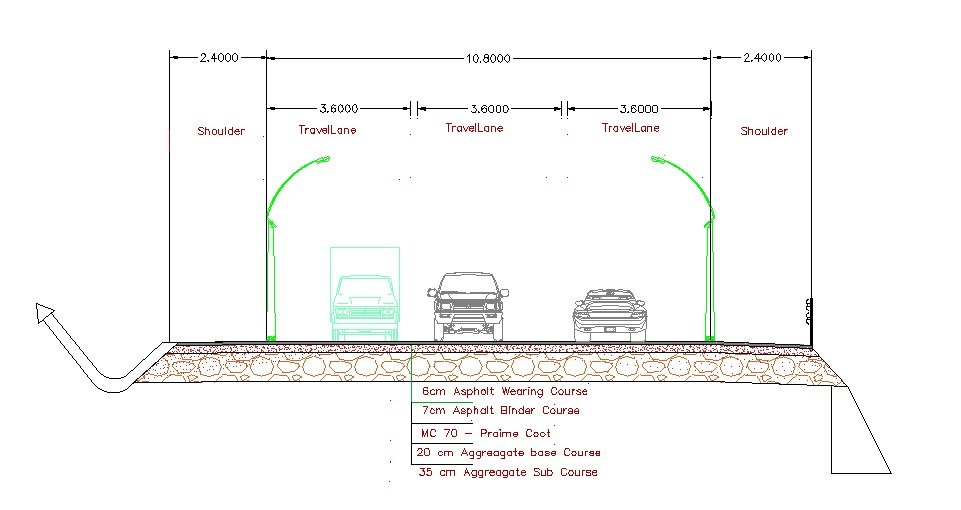 2.4000 10.8000 2.4000
3.6000 3.6000 3.6000
Shoulder TravelLane TravelLane TravelLane Shoulder
6cm Asphalt Wearing Course
7cm Asphalt Binder Course
MC 70 - Praime Coat
20 cm Aggreagate base Course
35 cm Aggreagate Sub Course